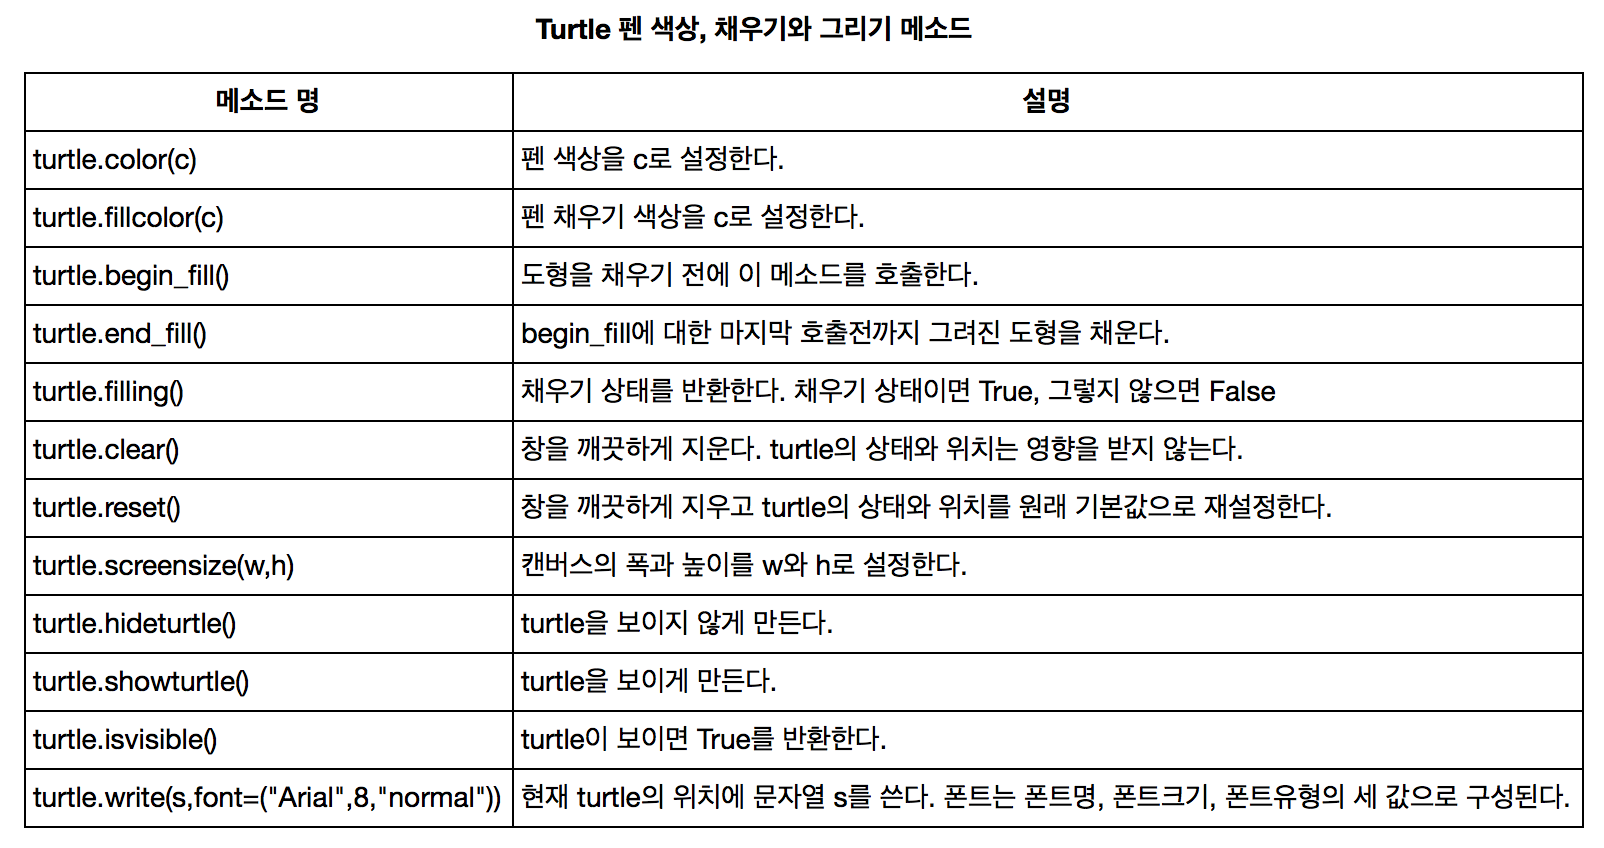 Turtle 펜 색상, 채우기와 그리기 메소드
메소드 명 설명
turtle.color(c) 펜 색상을 c로 설정한다.
turtle.fillcolor(c) 펜 채우기 색상을 c로 설정한다.
turtle.begin_fill() 도형을 채우기 전에 이 메소드를 호출한다.
turtle.end_fill() begin_fill에 대한 마지막 호출전까지 그려진 도형을 채운다.
turtle.filling() 채우기 상태를 반환한다. 채우기 상태이면 True, 그렇지 않으면 False
turtle.clear() 창을 깨끗하게 지운다. turtle의 상태와 위치는 영향을 받지 않는다.
turtle.reset() 창을 깨끗하게 지우고 turtle의 상태와 위치를 원래 기본값으로 재설정한다.
turtle.screensize(w,h) 캔버스의 폭과 높이를 w와 h로 설정한다.
turtle.hideturtle() turtle을 보이지 않게 만든다.
turtle.showturtle() turtle을 보이게 만든다.
turtle.isvisible() turtle이 보이면 True를 반환한다.
turtle.write(s,font=("Arial",8,"normal")) 현재 turtle의 위치에 문자열 s를 쓴다. 폰트는 폰트명, 폰트크기, 폰트유형의 세 값으로 구성된다.